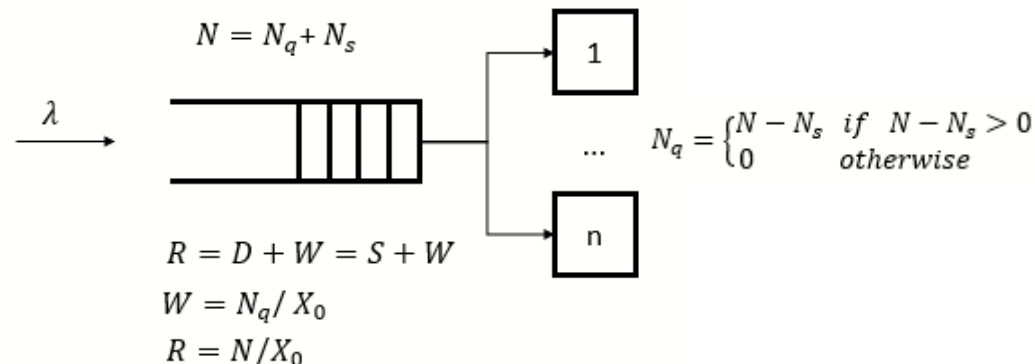 N = N_q + N_s
1
λ
... N_q = {N − N_s if N − N_s > 0
0 otherwise
n
R = D + W = S + W
W = N_q / X_0
R = N/X_0